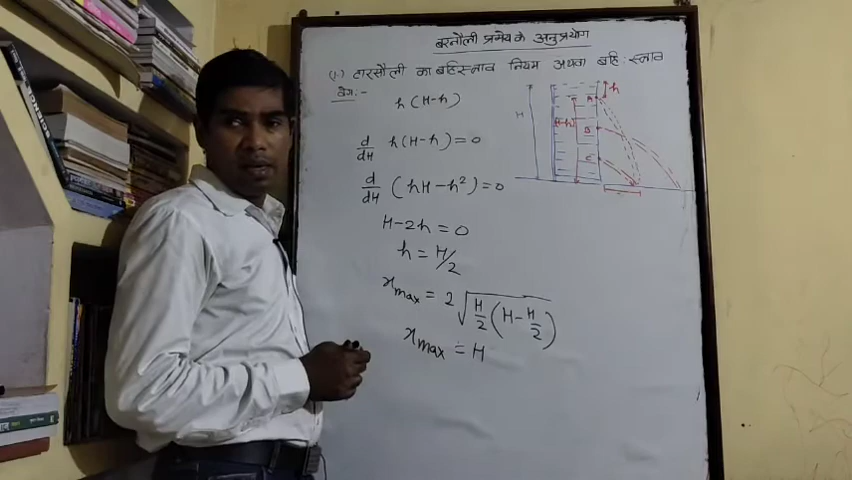 बरनौली प्रमेय के अनुप्रयोग
(1.) टारसौली का बहिस्त्राव नियम अथवा बहि:स्त्राव
वेग:-
h(H-h)
d/dH h(H-h)=0
d/dH (hH-h²)=0
H-2h=0
h=H/2
xmax = 2√(H/2(H-H/2))
xmax = H
H
h
A
(H-h)
B
C
SCIENCE